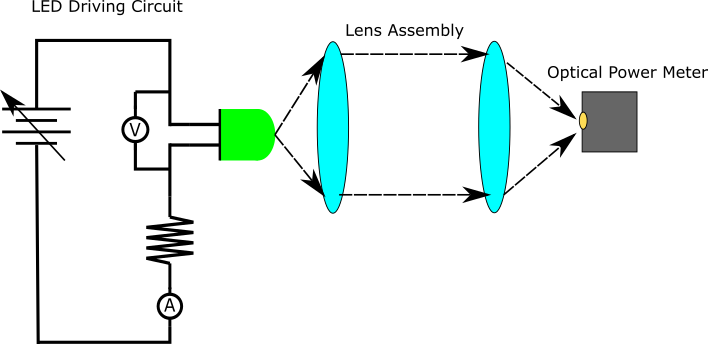 LED Driving Circuit
Lens Assembly
Optical Power Meter
V
A